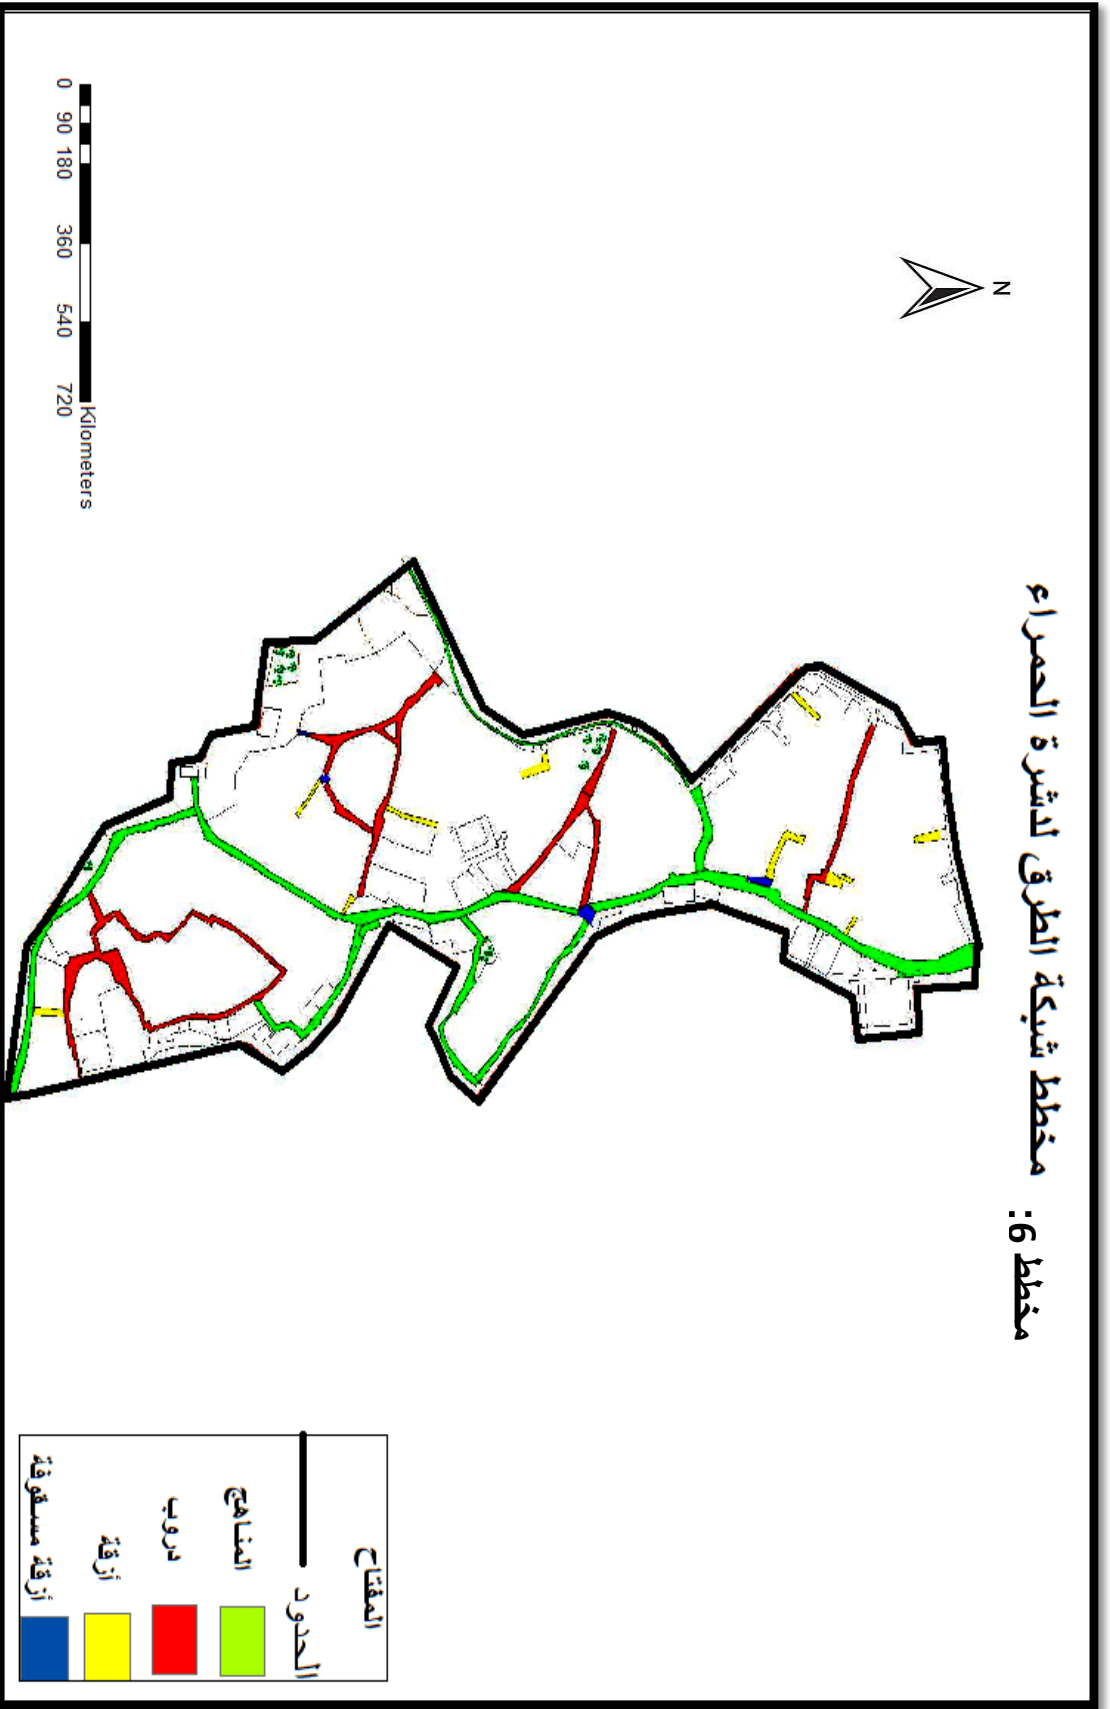 مخطط 6: مخطط شبكة الطرق لدشرة الحمراء
N
0 90 180 360 540 720
Kilometers
المفتاح
الحدود
المناهج
دروب
أزقة
أزقة مسقوفة